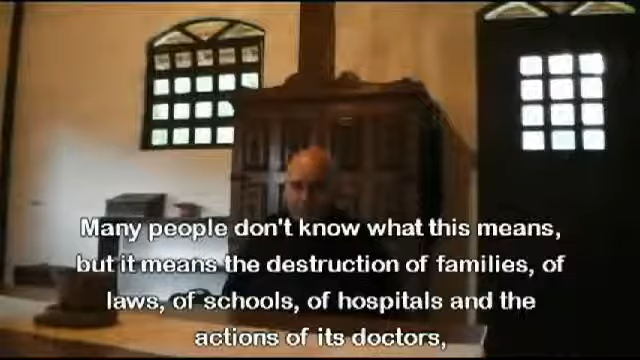 Many people don't know what this means,
but it means the destruction of families, of
laws, of schools, of hospitals and the
actions of its doctors,